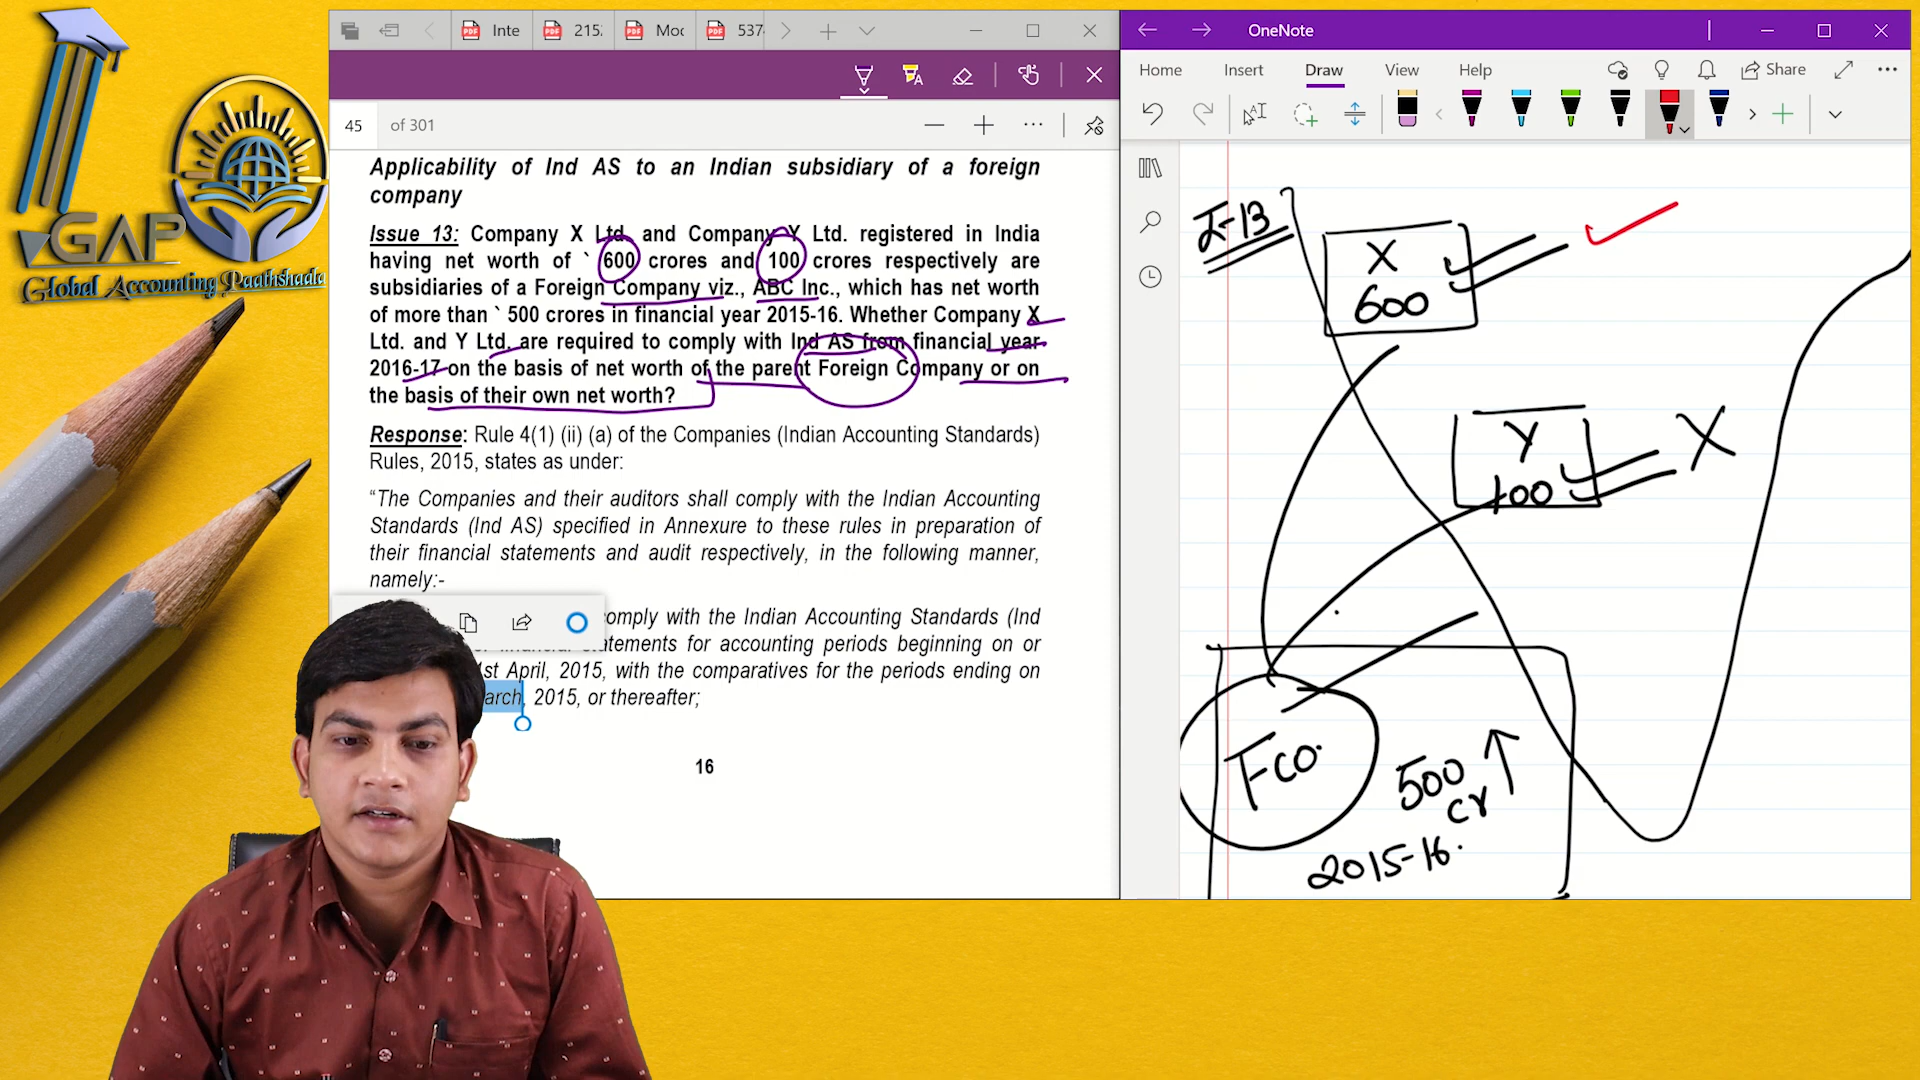 GAP
Global Accounting Paathshada
Inte
215.
Moc
537
45 of 301
Applicability of Ind AS to an Indian subsidiary of a foreign
company
Issue 13: Company X Ltd. and Company Y Ltd. registered in India
having net worth of ` 600 crores and 100 crores respectively are
subsidiaries of a Foreign Company viz., ABC Inc., which has net worth
of more than ` 500 crores in financial year 2015-16. Whether Company X
Ltd. and Y Ltd. are required to comply with Ind AS from financial year
2016-17 on the basis of net worth of the parent Foreign Company or on
the basis of their own net worth?
Response: Rule 4(1) (ii) (a) of the Companies (Indian Accounting Standards)
Rules, 2015, states as under:
“The Companies and their auditors shall comply with the Indian Accounting
Standards (Ind AS) specified in Annexure to these rules in preparation of
their financial statements and audit respectively, in the following manner,
namely:-
comply with the Indian Accounting Standards (Ind
statements for accounting periods beginning on or
1st April, 2015, with the comparatives for the periods ending on
arch, 2015, or thereafter;
16
OneNote
Home Insert Draw View Help Share
I-13
X
600
Y
100
X
Fco.
500
cr
2015-16.